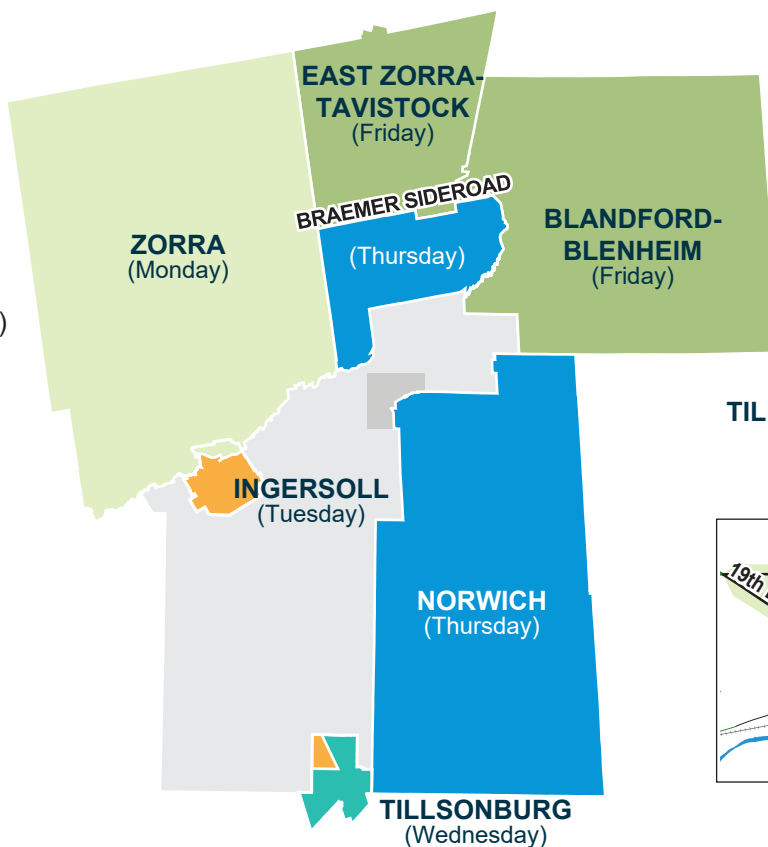 EAST ZORRA-
TAVISTOCK
(Friday)
BRAEMER SIDEROAD
ZORRA
(Monday)
(Thursday)
BLANDFORD-
BLENHEIM
(Friday)
)
TIL
INGERSOLL
(Tuesday)
19th
NORWICH
(Thursday)
TILLSONBURG
(Wednesday)